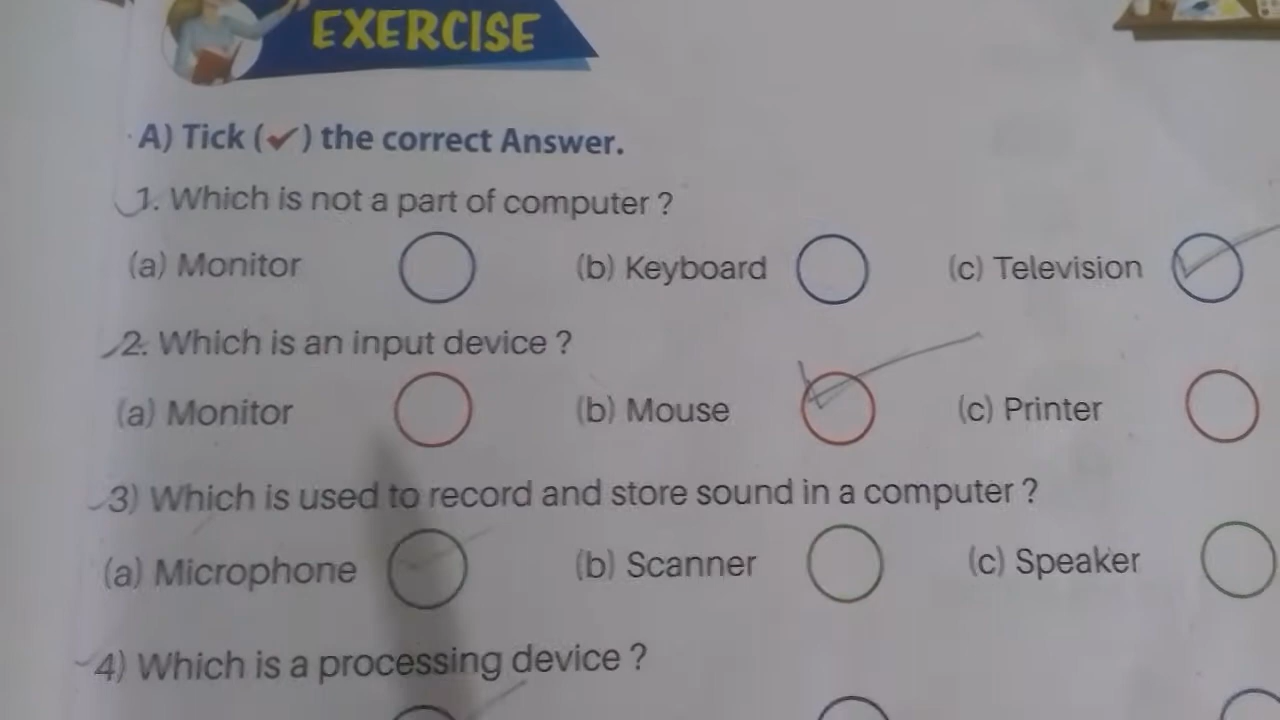 EXERCISE
A) Tick (✓) the correct Answer.
1. Which is not a part of computer ?
(a) Monitor (b) Keyboard (c) Television
2. Which is an input device ?
(a) Monitor (b) Mouse (c) Printer
3) Which is used to record and store sound in a computer ?
(a) Microphone (b) Scanner (c) Speaker
4) Which is a processing device ?